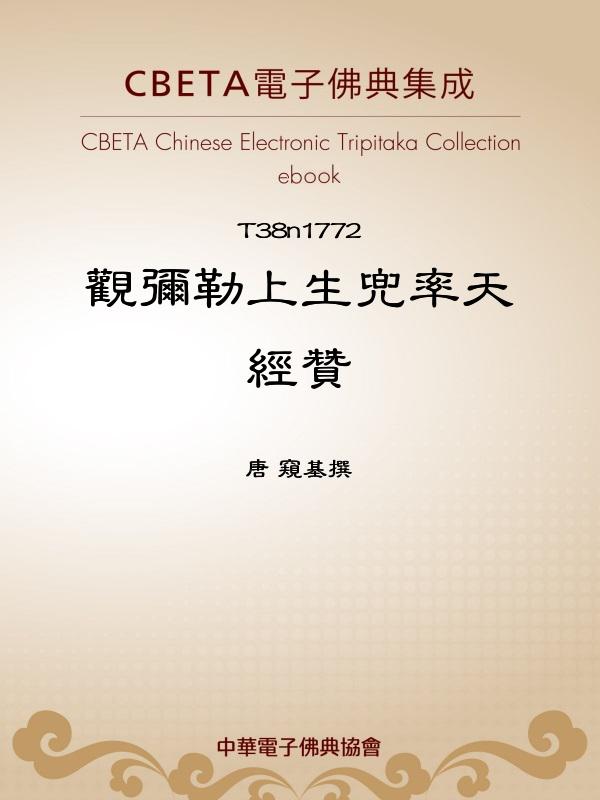 CBETA電子佛典集成
CBETA Chinese Electronic Tripitaka Collection
ebook
T38n1772
觀彌勒上生兜率天
經贊
唐 窺基撰
中華電子佛典協會